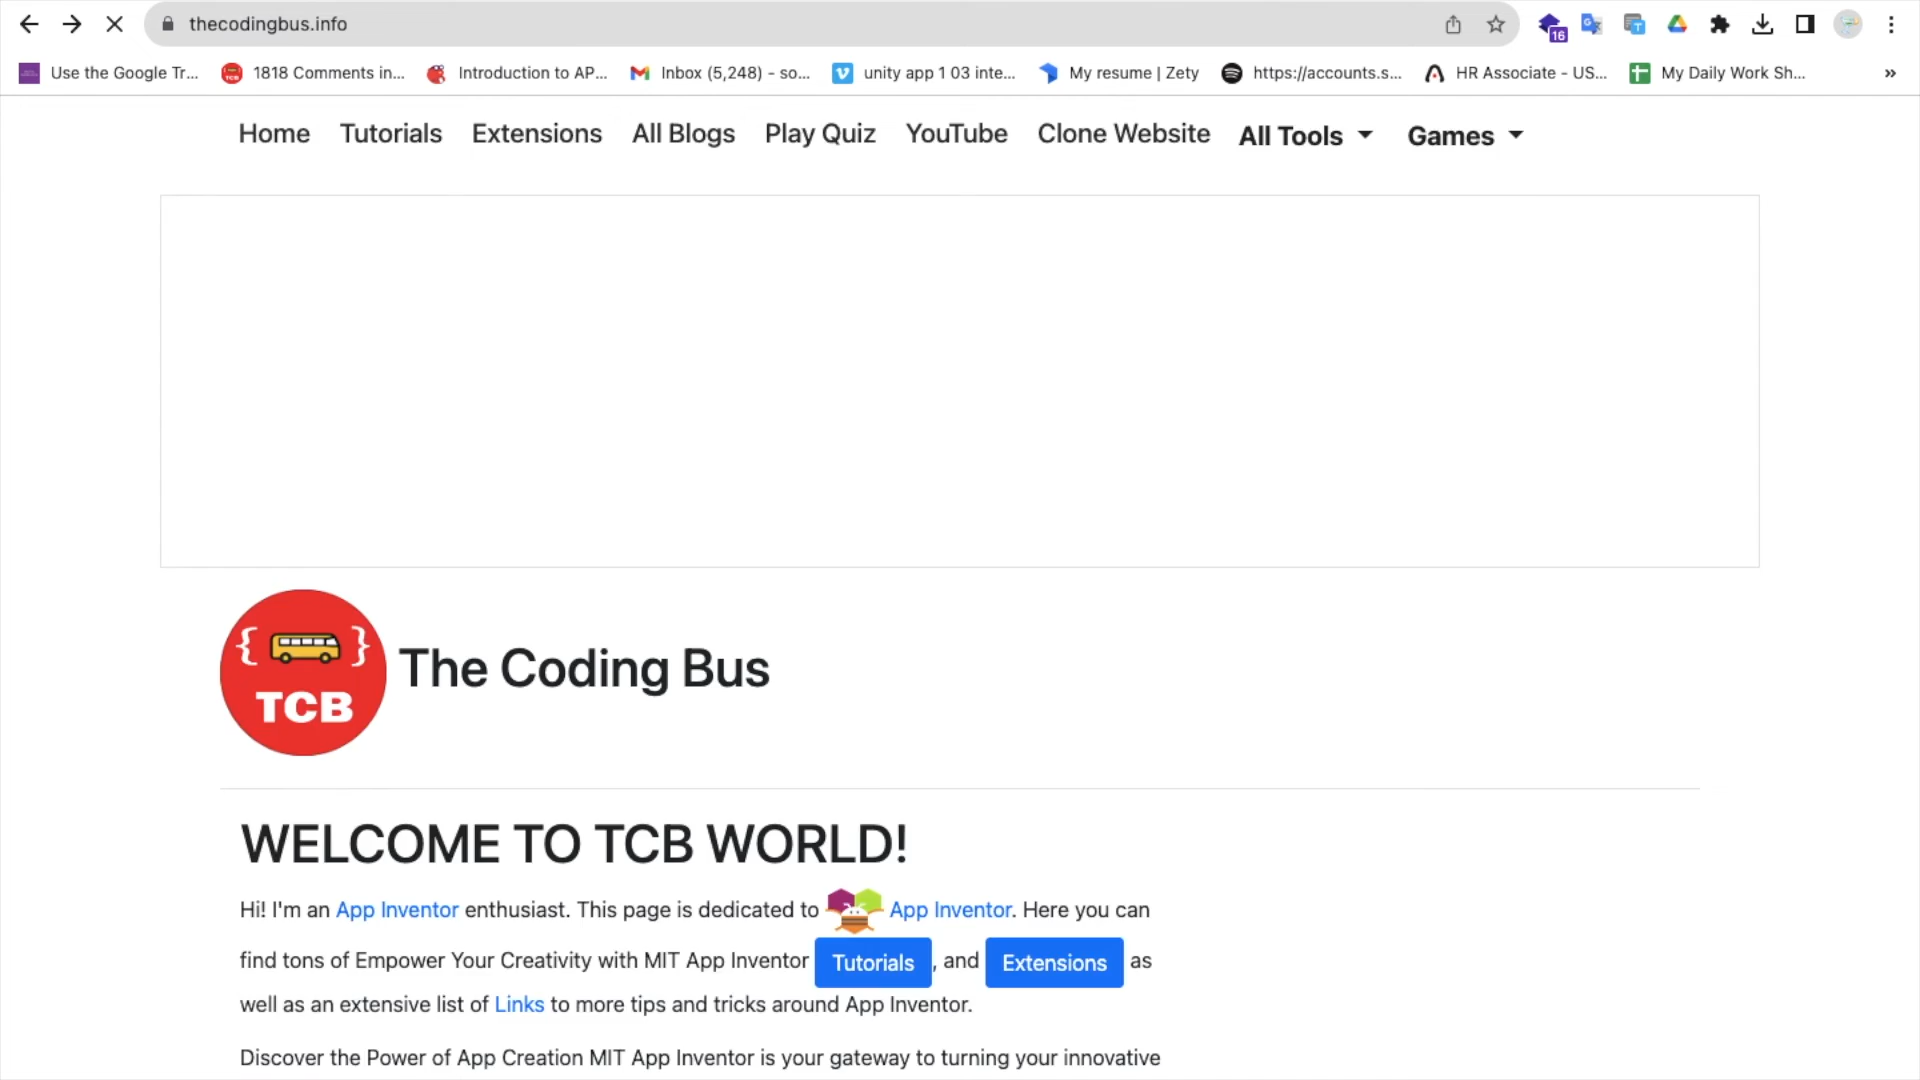 thecodingbus.info
16
Use the Google Tr... 1818 Comments in... Introduction to AP... Inbox (5,248) - so... unity app 1 03 inte... My resume | Zety https://accounts.s... HR Associate - US... My Daily Work Sh... »
Home Tutorials Extensions All Blogs Play Quiz YouTube Clone Website All Tools Games
{ }
TCB
The Coding Bus
WELCOME TO TCB WORLD!
Hi! I'm an App Inventor enthusiast. This page is dedicated to App Inventor. Here you can
find tons of Empower Your Creativity with MIT App Inventor Tutorials , and Extensions as
well as an extensive list of Links to more tips and tricks around App Inventor.
Discover the Power of App Creation MIT App Inventor is your gateway to turning your innovative